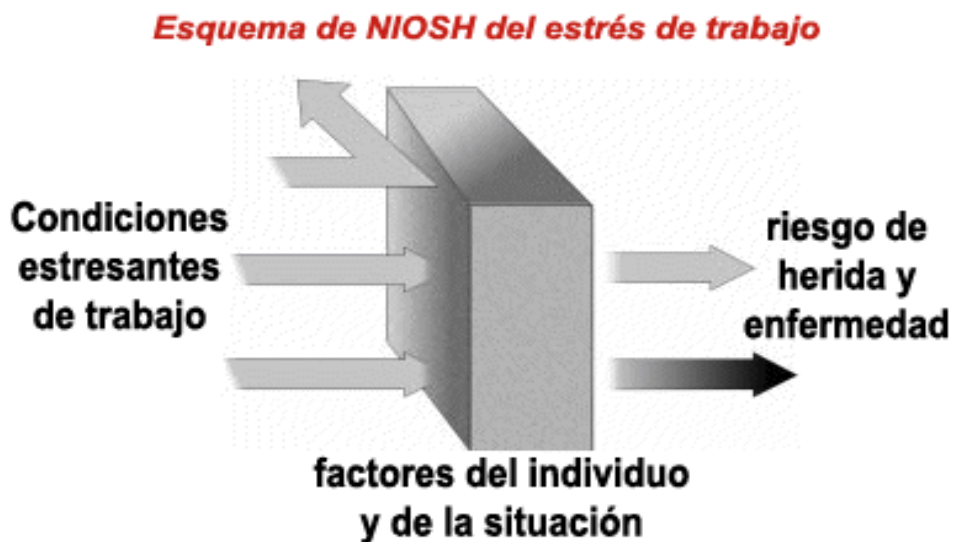 Esquema de NIOSH del estrés de trabajo
Condiciones
estresantes
de trabajo
riesgo de
herida y
enfermedad
factores del individuo
y de la situación